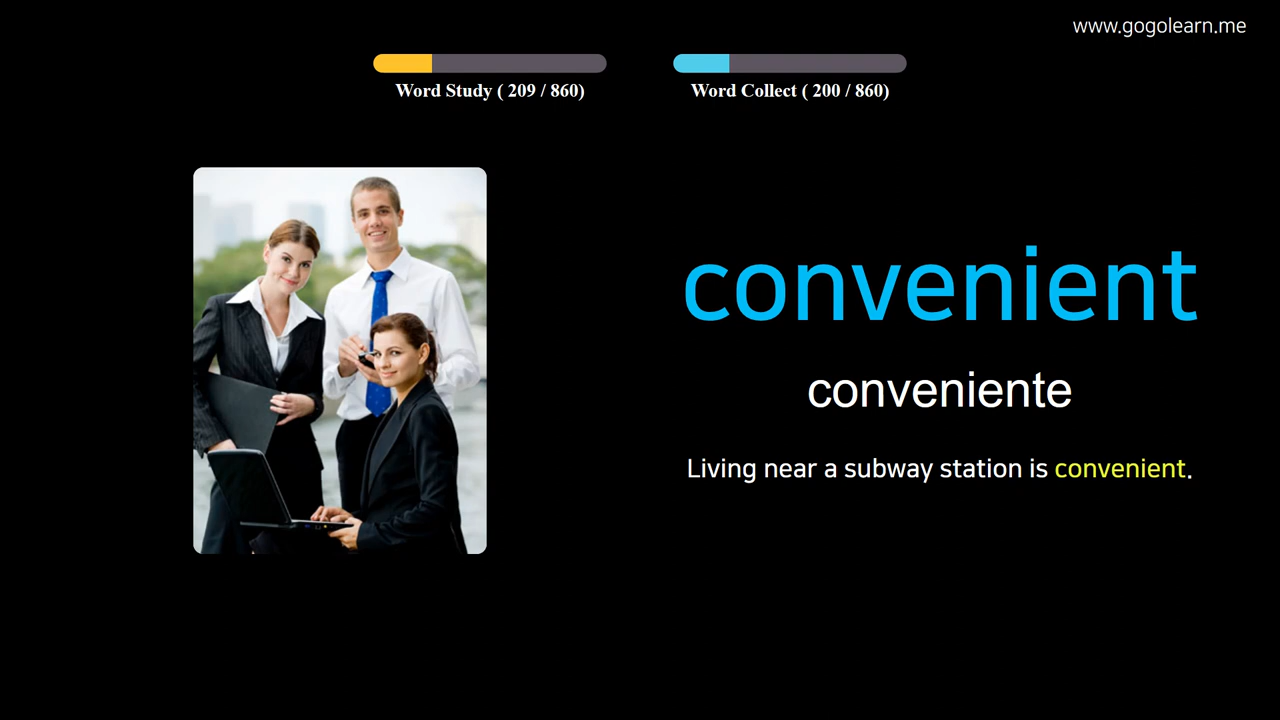 www.gogolearn.me
Word Study ( 209 / 860)
Word Collect ( 200 / 860)
convenient
conveniente
Living near a subway station is convenient.